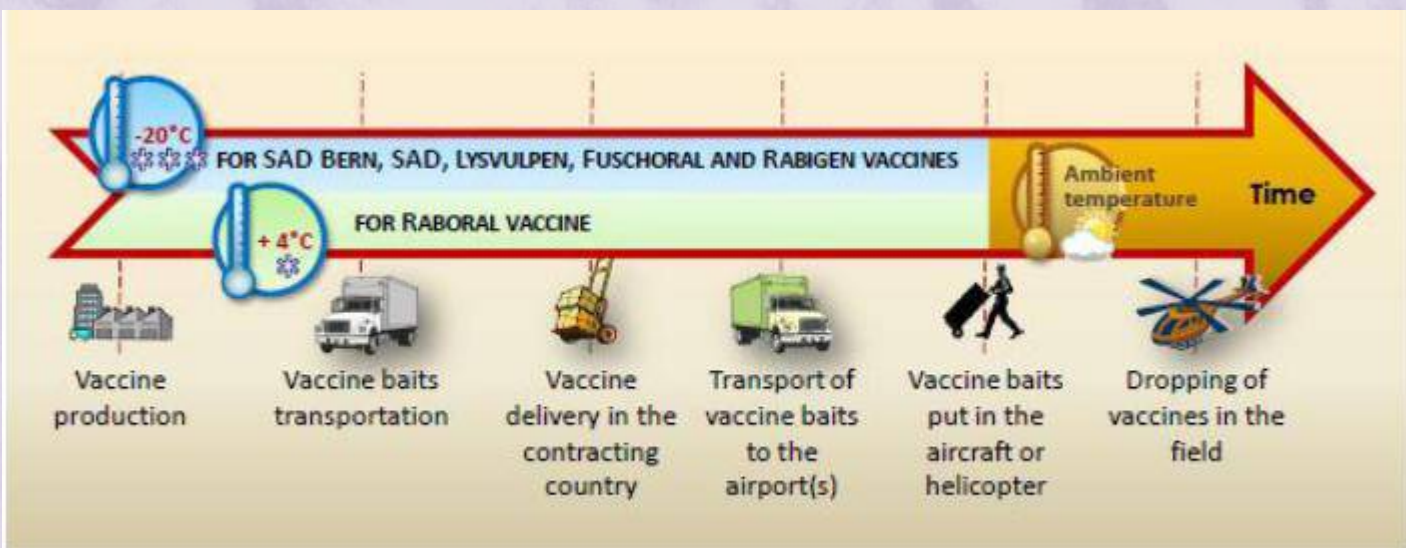 -20°C
FOR SAD BERN, SAD, LYSVULPEN, FUSCHORAL AND RABIGEN VACCINES
+ 4°C
FOR RABORAL VACCINE
Ambient
temperature
Time
Vaccine
production
Vaccine baits
transportation
Vaccine
delivery in the
contracting
country
Transport of
vaccine baits
to the
airport(s)
Vaccine baits
put in the
aircraft or
helicopter
Dropping of
vaccines in the
field